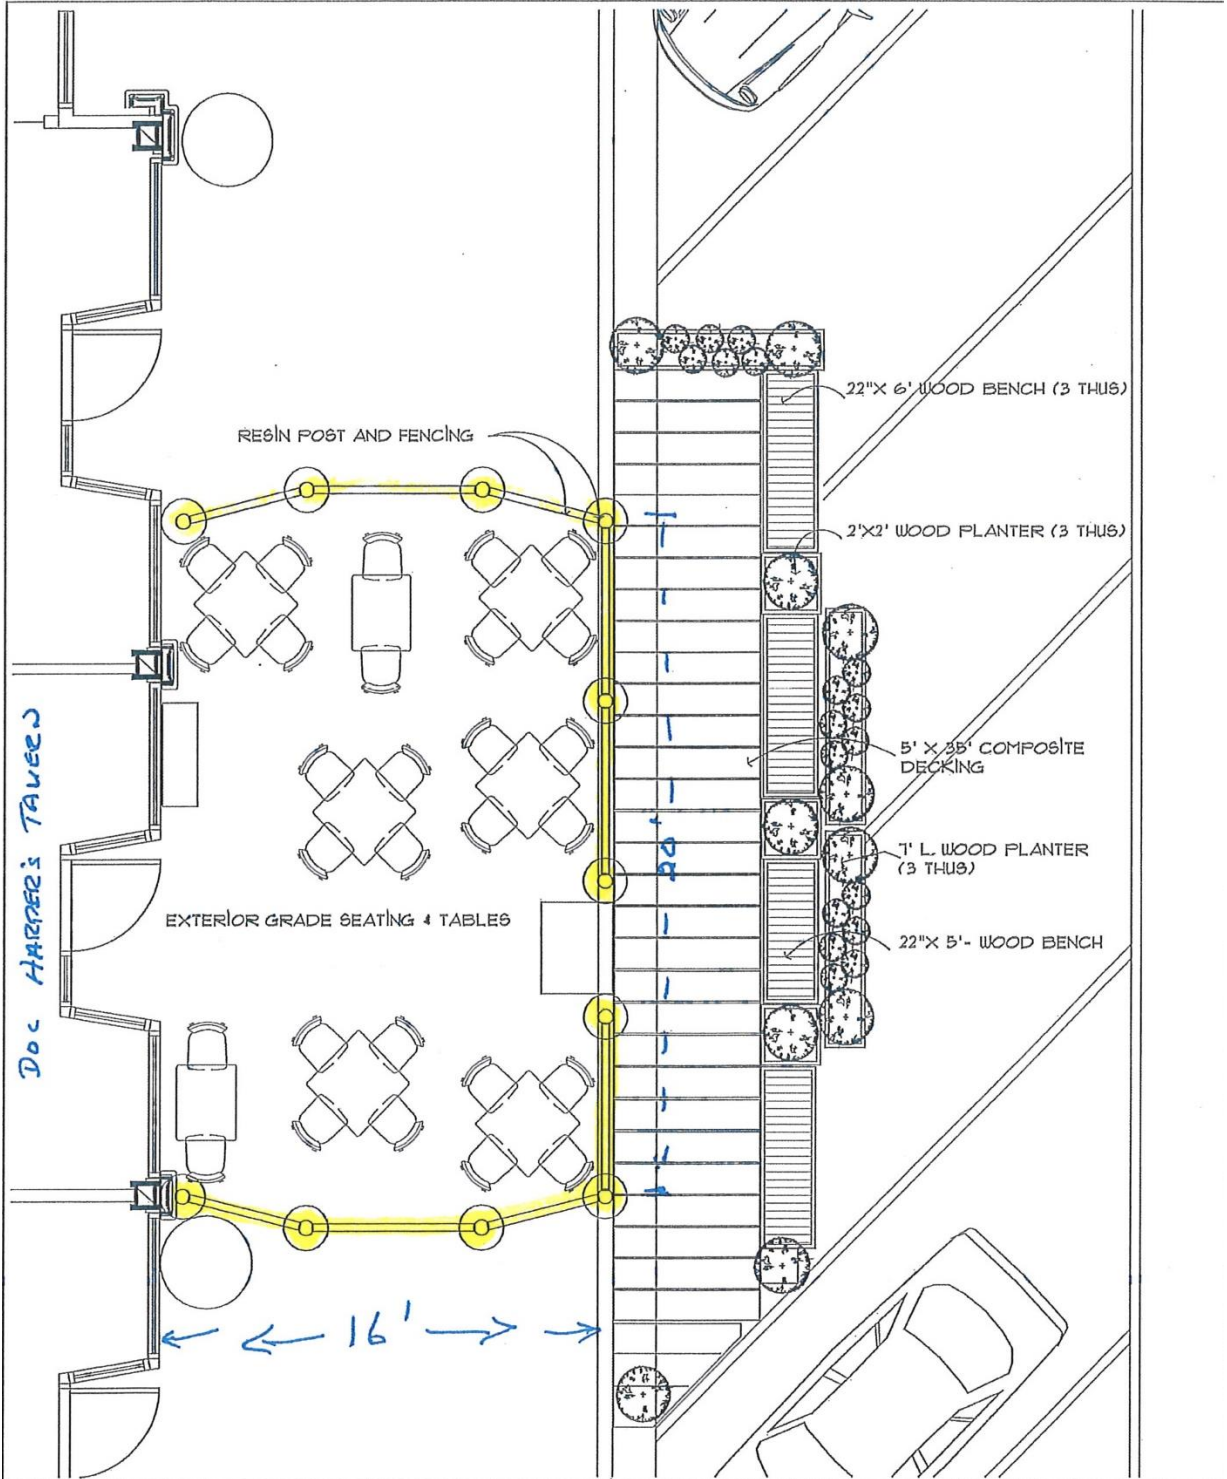 22"X 6' WOOD BENCH (3 THUS)
RESIN POST AND FENCING
2'X2' WOOD PLANTER (3 THUS)
5' X 35' COMPOSITE
DECKING
7' L. WOOD PLANTER
(3 THUS)
EXTERIOR GRADE SEATING & TABLES
22"X 5'- WOOD BENCH
DOC HARPER'S TAVERN
20'
16'